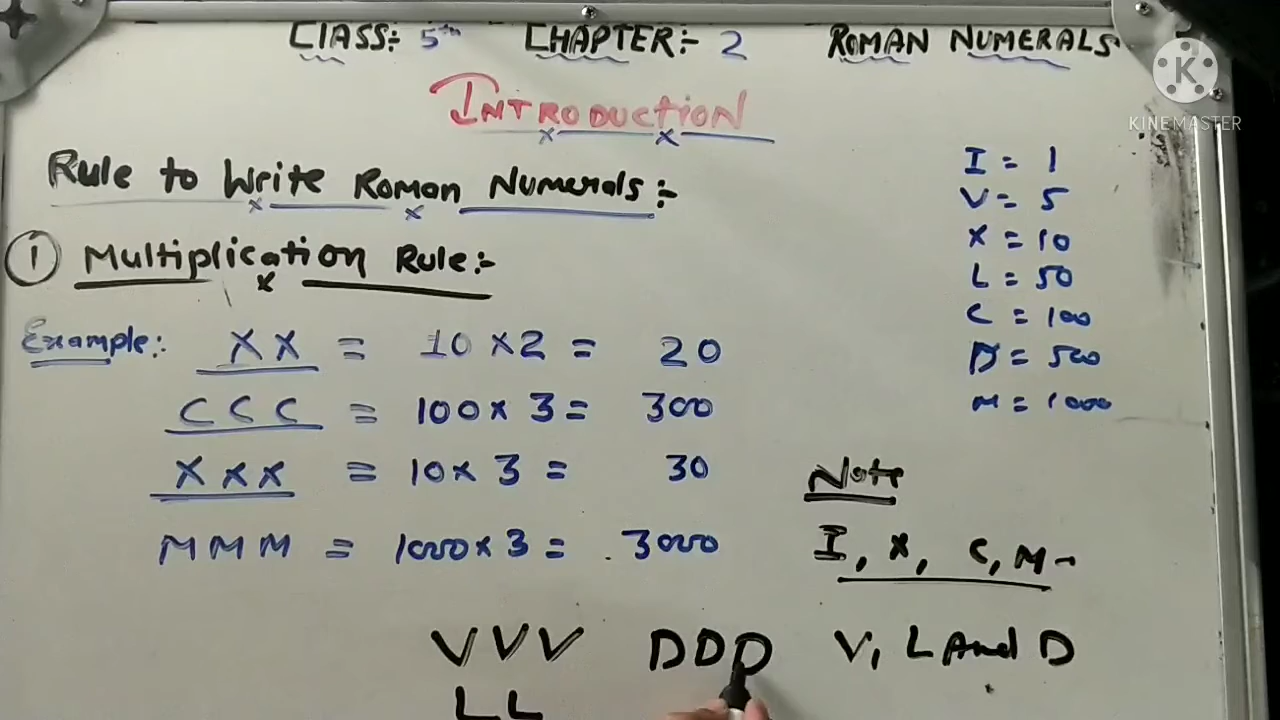 CLASS:- 5th CHAPTER:- 2 ROMAN NUMERALS
K
KINEMASTER
INTRODUCTION
Rule to Write Roman Numerals:-
I = 1
V = 5
X = 10
L = 50
C = 100
D = 500
M = 1000
① Multiplication Rule:-
Example:- XX = 10 × 2 = 20
CCC = 100 × 3 = 300
XXX = 10 × 3 = 30
MMM = 1000 × 3 = 3000
Note
I, X, C, M -
VVV DDD V, L And D
LL